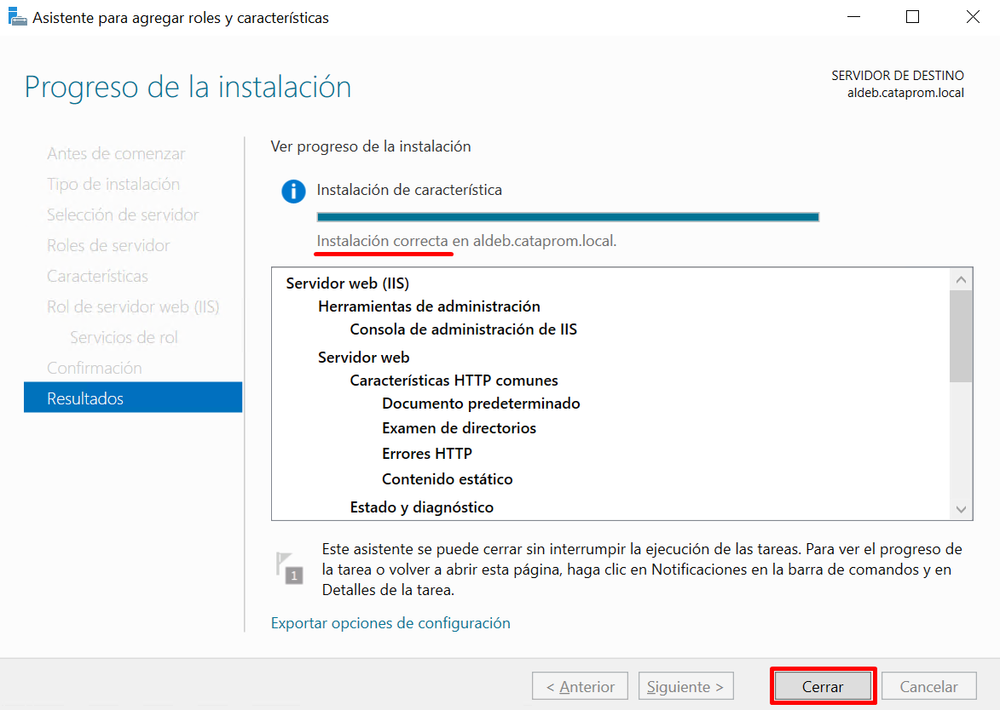 Asistente para agregar roles y características
Progreso de la instalación
SERVIDOR DE DESTINO
aldeb.cataprom.local
Antes de comenzar
Tipo de instalación
Selección de servidor
Roles de servidor
Características
Rol de servidor web (IIS)
Servicios de rol
Confirmación
Resultados
Ver progreso de la instalación
Instalación de característica
Instalación correcta en aldeb.cataprom.local.
Servidor web (IIS)
Herramientas de administración
Consola de administración de IIS
Servidor web
Características HTTP comunes
Documento predeterminado
Examen de directorios
Errores HTTP
Contenido estático
Estado y diagnóstico
1
Este asistente se puede cerrar sin interrumpir la ejecución de las tareas. Para ver el progreso de
la tarea o volver a abrir esta página, haga clic en Notificaciones en la barra de comandos y en
Detalles de la tarea.
Exportar opciones de configuración
< Anterior
Siguiente >
Cerrar
Cancelar